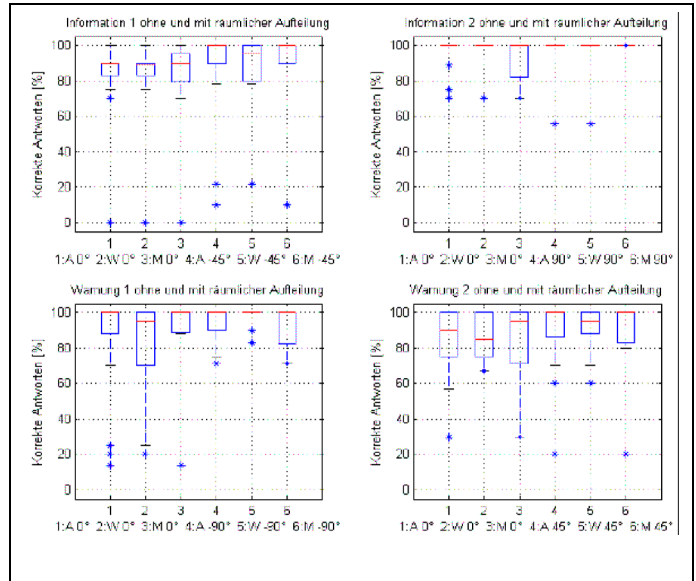 Information 1 ohne und mit räumlicher Aufteilung
Korrekte Antworten [%]
100
80
60
40
20
0
1 2 3 4 5 6
1:A 0° 2:W 0° 3:M 0° 4:A -45° 5:W -45° 6:M -45°
Information 2 ohne und mit räumlicher Aufteilung
Korrekte Antworten [%]
100
80
60
40
20
0
1 2 3 4 5 6
1:A 0° 2:W 0° 3:M 0° 4:A 90° 5:W 90° 6:M 90°
Warnung 1 ohne und mit räumlicher Aufteilung
Korrekte Antworten [%]
100
80
60
40
20
0
1 2 3 4 5 6
1:A 0° 2:W 0° 3:M 0° 4:A -90° 5:W -90° 6:M -90°
Warnung 2 ohne und mit räumlicher Aufteilung
Korrekte Antworten [%]
100
80
60
40
20
0
1 2 3 4 5 6
1:A 0° 2:W 0° 3:M 0° 4:A 45° 5:W 45° 6:M 45°